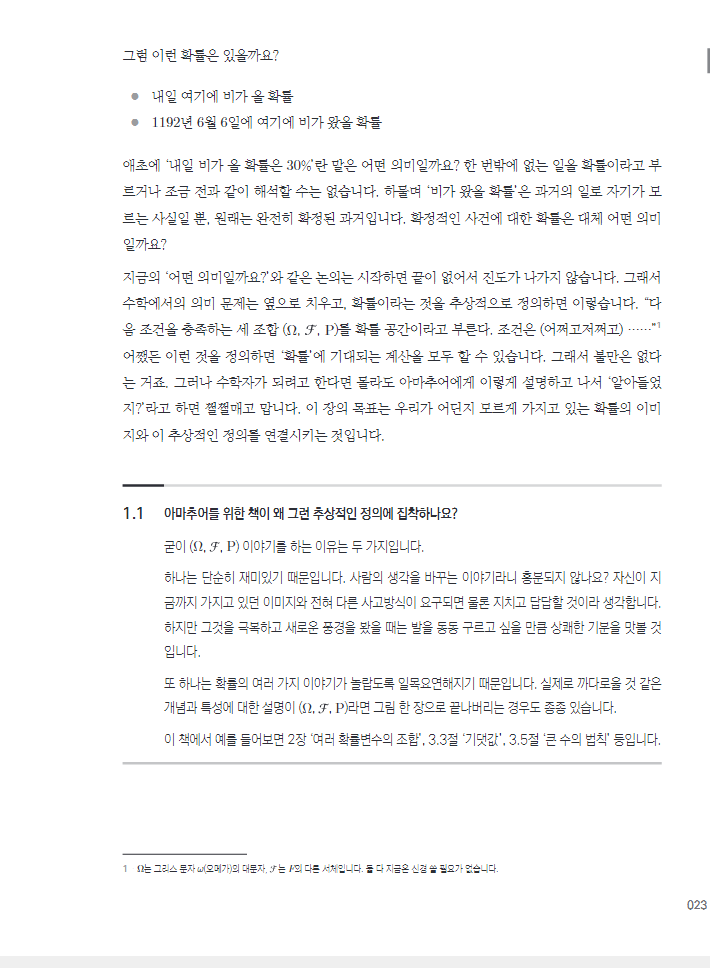 그럼 이런 확률은 있을까요?
● 내일 여기에 비가 올 확률
● 1192년 6월 6일에 여기에 비가 왔을 확률
애초에 ‘내일 비가 올 확률은 30%’란 말은 어떤 의미일까요? 한 번밖에 없는 일을 확률이라고 부
르거나 조금 전과 같이 해석할 수는 없습니다. 하물며 ‘비가 왔을 확률’은 과거의 일로 자기가 모
르는 사실일 뿐, 원래는 완전히 확정된 과거입니다. 확정적인 사건에 대한 확률은 대체 어떤 의미
일까요?
지금의 ‘어떤 의미일까요?’와 같은 논의는 시작하면 끝이 없어서 진도가 나가지 않습니다. 그래서
수학에서의 의미 문제는 옆으로 치우고, 확률이라는 것을 추상적으로 정의하면 이렇습니다. “다
음 조건을 충족하는 세 조합 (Ω, ℱ, P)를 확률 공간이라고 부른다. 조건은 (어쩌고저쩌고) ……”1
어쨌든 이런 것을 정의하면 ‘확률’에 기대되는 계산을 모두 할 수 있습니다. 그래서 불만은 없다
는 거죠. 그러나 수학자가 되려고 한다면 몰라도 아마추어에게 이렇게 설명하고 나서 ‘알아들었
지?’라고 하면 쩔쩔매고 맙니다. 이 장의 목표는 우리가 어딘지 모르게 가지고 있는 확률의 이미
지와 이 추상적인 정의를 연결시키는 것입니다.
1.1 아마추어를 위한 책이 왜 그런 추상적인 정의에 집착하나요?
굳이 (Ω, ℱ, P) 이야기를 하는 이유는 두 가지입니다.
하나는 단순히 재미있기 때문입니다. 사람의 생각을 바꾸는 이야기라니 흥분되지 않나요? 자신이 지
금까지 가지고 있던 이미지와 전혀 다른 사고방식이 요구되면 물론 지치고 답답할 것이라 생각합니다.
하지만 그것을 극복하고 새로운 풍경을 봤을 때는 발을 동동 구르고 싶을 만큼 상쾌한 기분을 맛볼 것
입니다.
또 하나는 확률의 여러 가지 이야기가 놀랍도록 일목요연해지기 때문입니다. 실제로 까다로울 것 같은
개념과 특성에 대한 설명이 (Ω, ℱ, P)라면 그림 한 장으로 끝나버리는 경우도 종종 있습니다.
이 책에서 예를 들어보면 2장 ‘여러 확률변수의 조합’, 3.3절 ‘기댓값’, 3.5절 ‘큰 수의 법칙’ 등입니다.
1 Ω는 그리스 문자 ω(오메가)의 대문자, ℱ는 F의 다른 서체입니다. 둘 다 지금은 신경 쓸 필요가 없습니다.
023